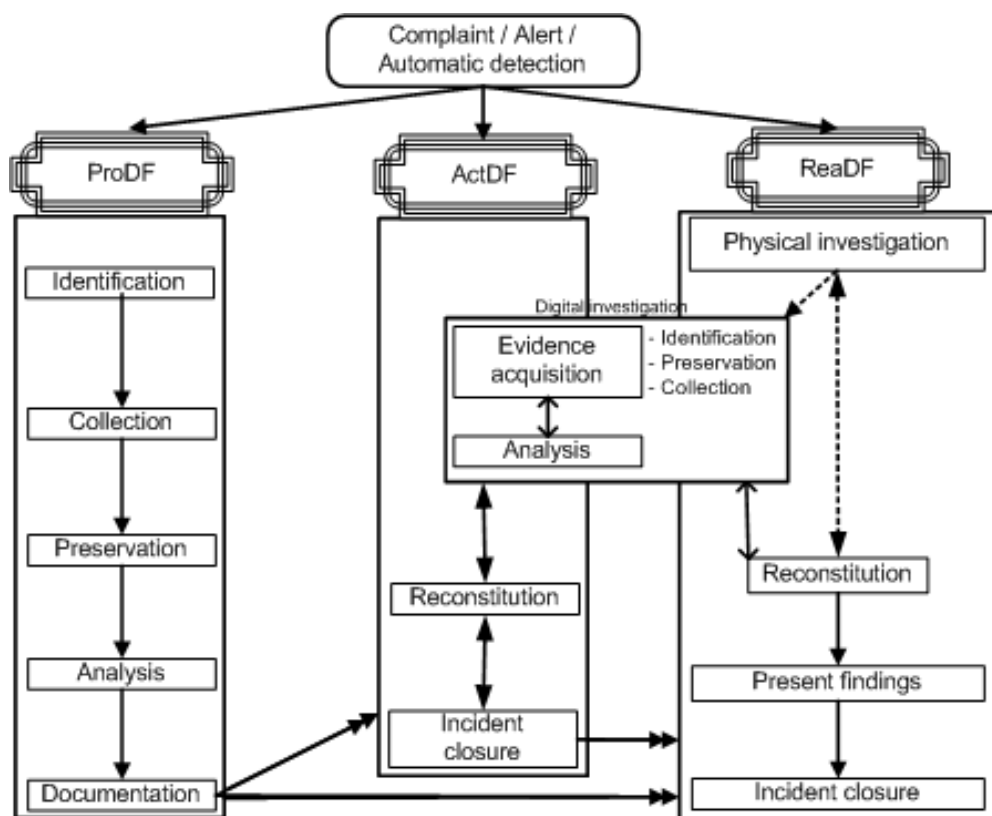 Complaint / Alert /
Automatic detection
ProDF
ActDF
ReaDF
Identification
Collection
Preservation
Analysis
Documentation
Digital investigation
Evidence
acquisition
- Identification
- Preservation
- Collection
Analysis
Reconstitution
Incident
closure
Physical investigation
Reconstitution
Present findings
Incident closure